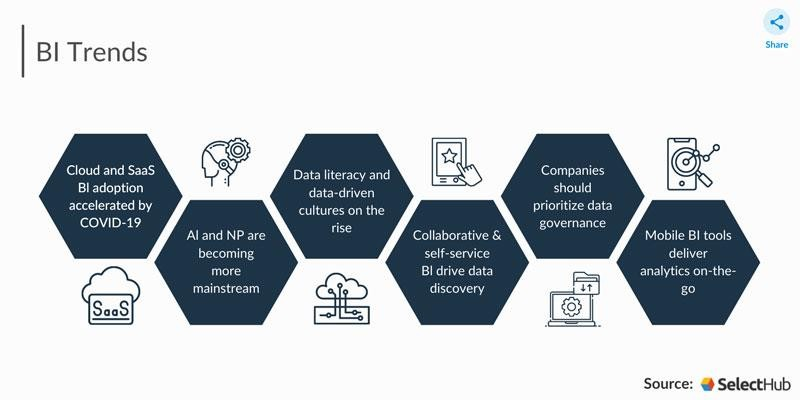 BI Trends
Share
Cloud and SaaS
BI adoption
accelerated by
COVID-19
AI and NP are
becoming
more
mainstream
Data literacy and
data-driven
cultures on the
rise
Collaborative &
self-service
BI drive data
discovery
Companies
should
prioritize data
governance
Mobile BI tools
deliver
analytics on-the-
go
SaaS
Source: SelectHub